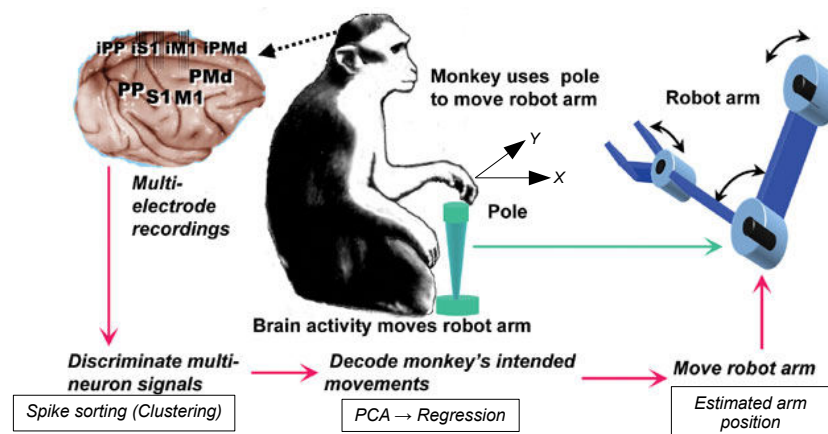 iPP iS1 iM1 iPMd
PMd
PP S1 M1
Monkey uses pole
to move robot arm
Robot arm
Y
X
Multi-
electrode
recordings
Pole
Brain activity moves robot arm
Discriminate multi-
neuron signals
Decode monkey's intended
movements
Move robot arm
Spike sorting (Clustering)
PCA → Regression
Estimated arm
position